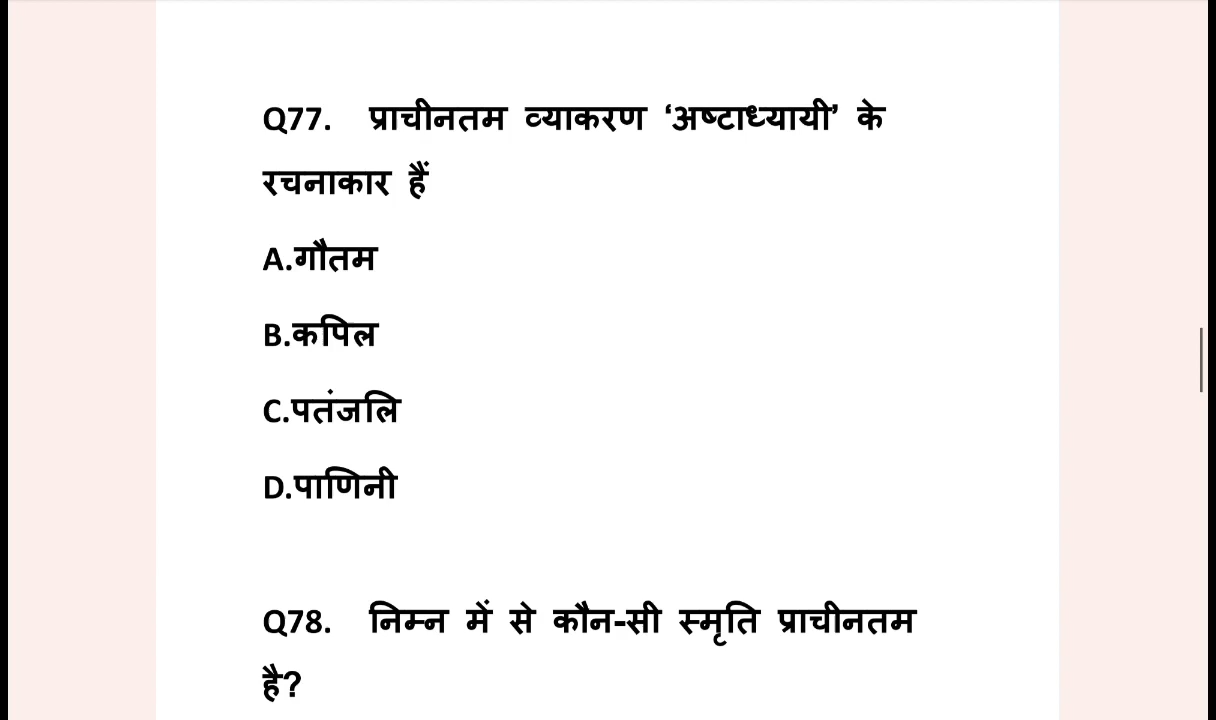 Q77. प्राचीनतम व्याकरण ‘अष्टाध्यायी’ के
रचनाकार हैं
A.गौतम
B.कपिल
C.पतंजलि
D.पाणिनी
Q78. निम्न में से कौन-सी स्मृति प्राचीनतम
है?